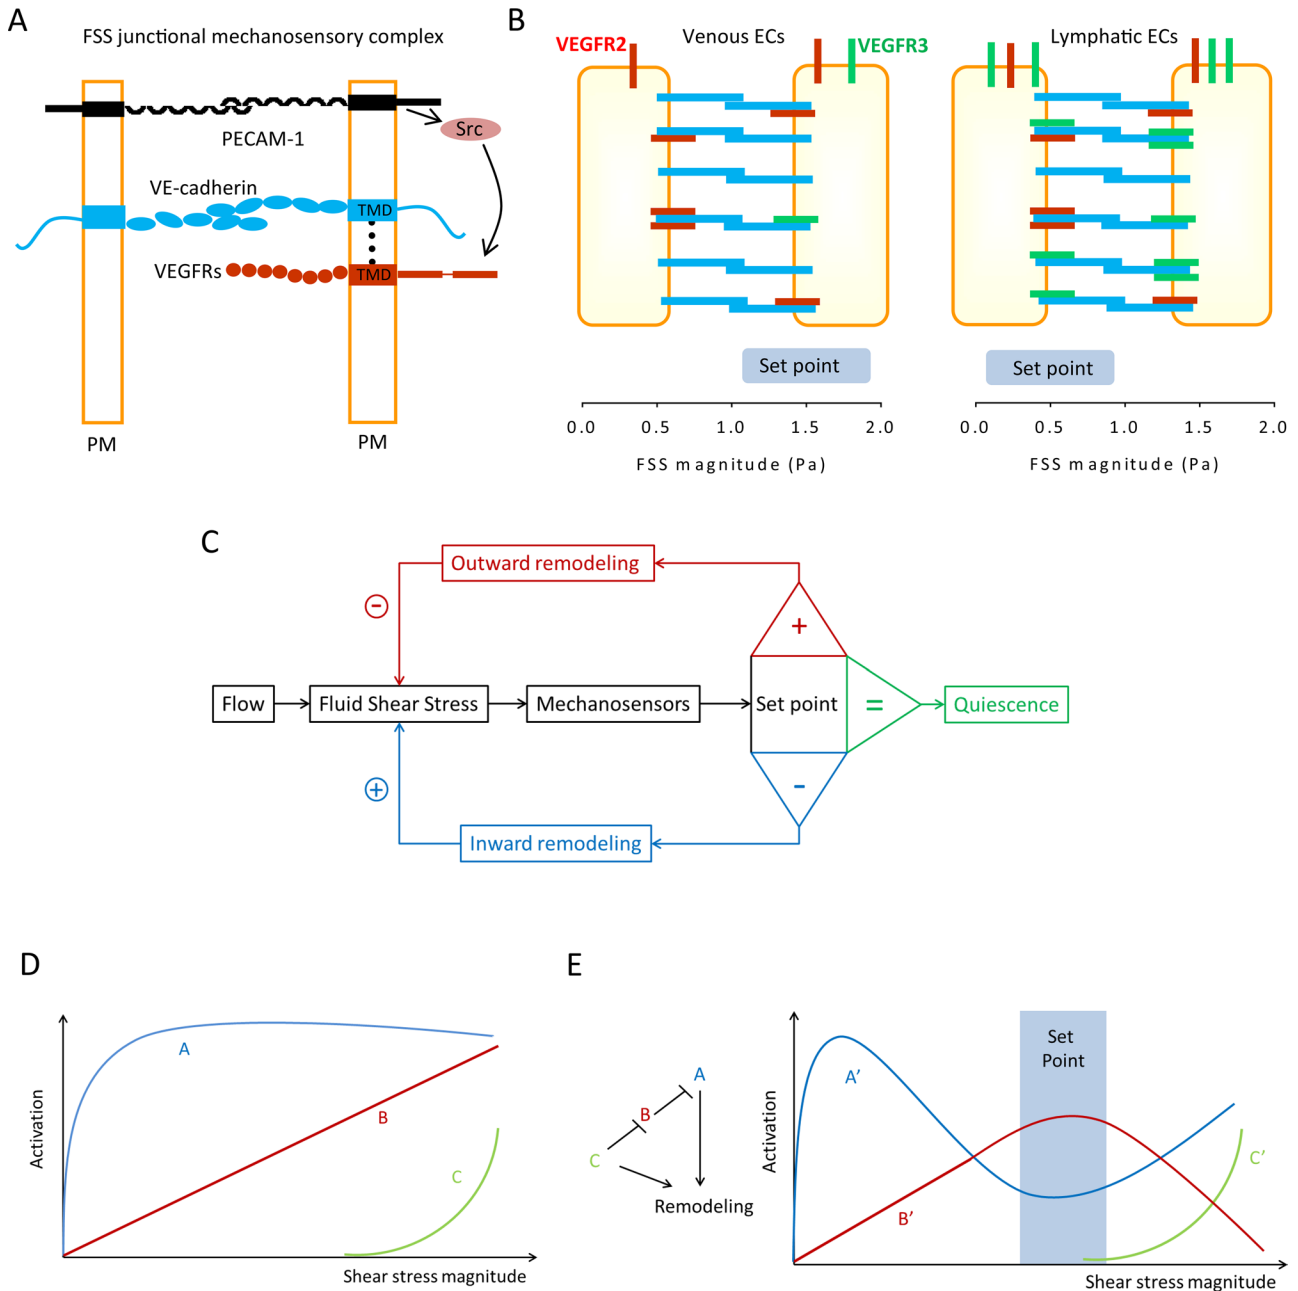 A
FSS junctional mechanosensory complex
Src
PECAM-1
VE-cadherin
TMD
VEGFRs
TMD
PM
PM
B
VEGFR2
Venous ECs
VEGFR3
Lymphatic ECs
Set point
Set point
0.0 0.5 1.0 1.5 2.0
FSS magnitude (Pa)
0.0 0.5 1.0 1.5 2.0
FSS magnitude (Pa)
C
Outward remodeling
-
+
Flow
Fluid Shear Stress
Mechanosensors
Set point
=
Quiescence
+
-
Inward remodeling
D
Activation
A
B
C
Shear stress magnitude
E
A
B
C
Remodeling
Activation
Set
Point
A’
B’
C’
Shear stress magnitude